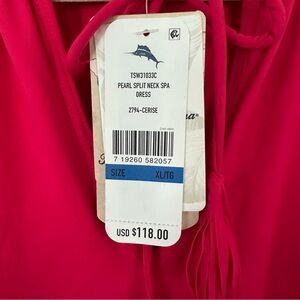 TSW31033C
PEARL SPLIT NECK SPA
DRESS
2794-CERISE
7 19260 582057
SIZE XL/TG
USD $118.00